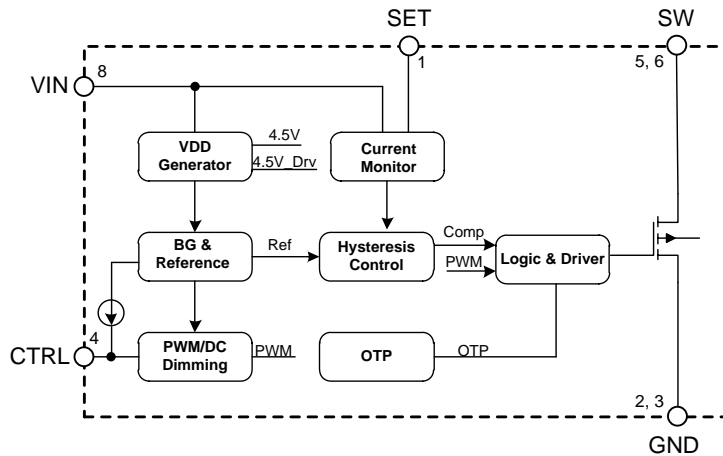 SET
SW
1
5, 6
VIN
8
VDD
Generator
4.5V
4.5V_Drv
Current
Monitor
BG &
Reference
Ref
Hysteresis
Control
Comp
PWM
Logic & Driver
CTRL
4
PWM/DC
Dimming
PWM
OTP
OTP
2, 3
GND